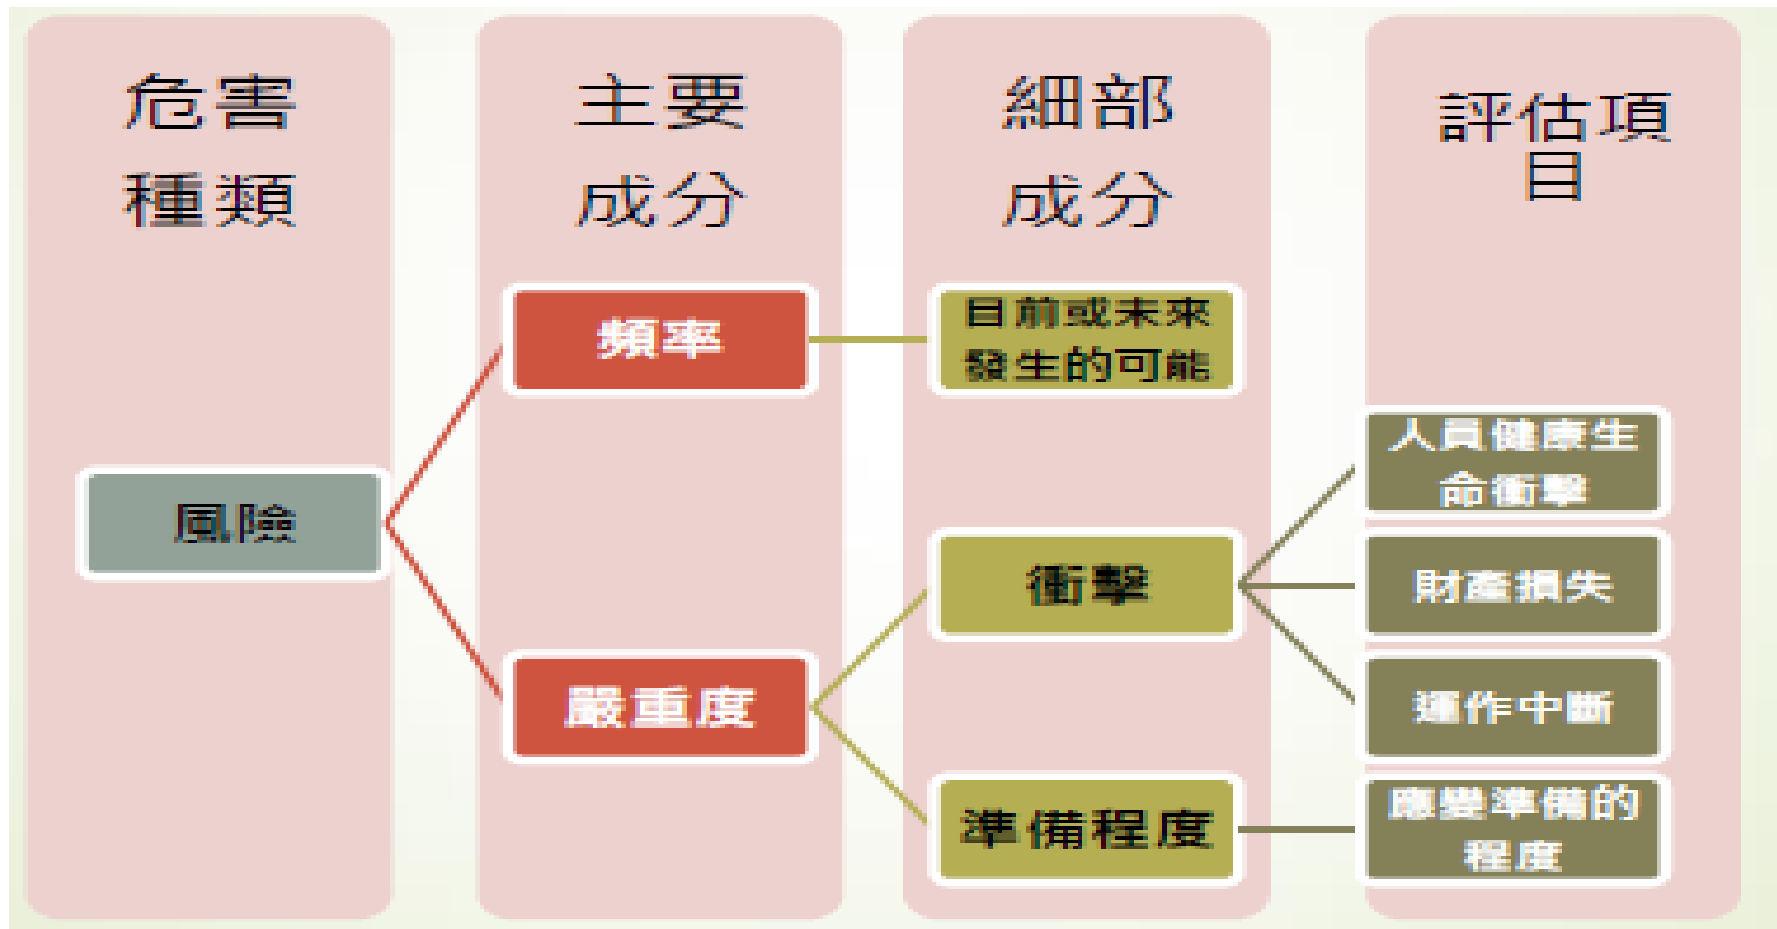 危害
種類
主要
成分
細部
成分
評估項
目
頻率
目前或未來
發生的可能
人員健康生
命衝擊
風險
衝擊
財產損失
嚴重度
運作中斷
準備程度
應變準備的
程度